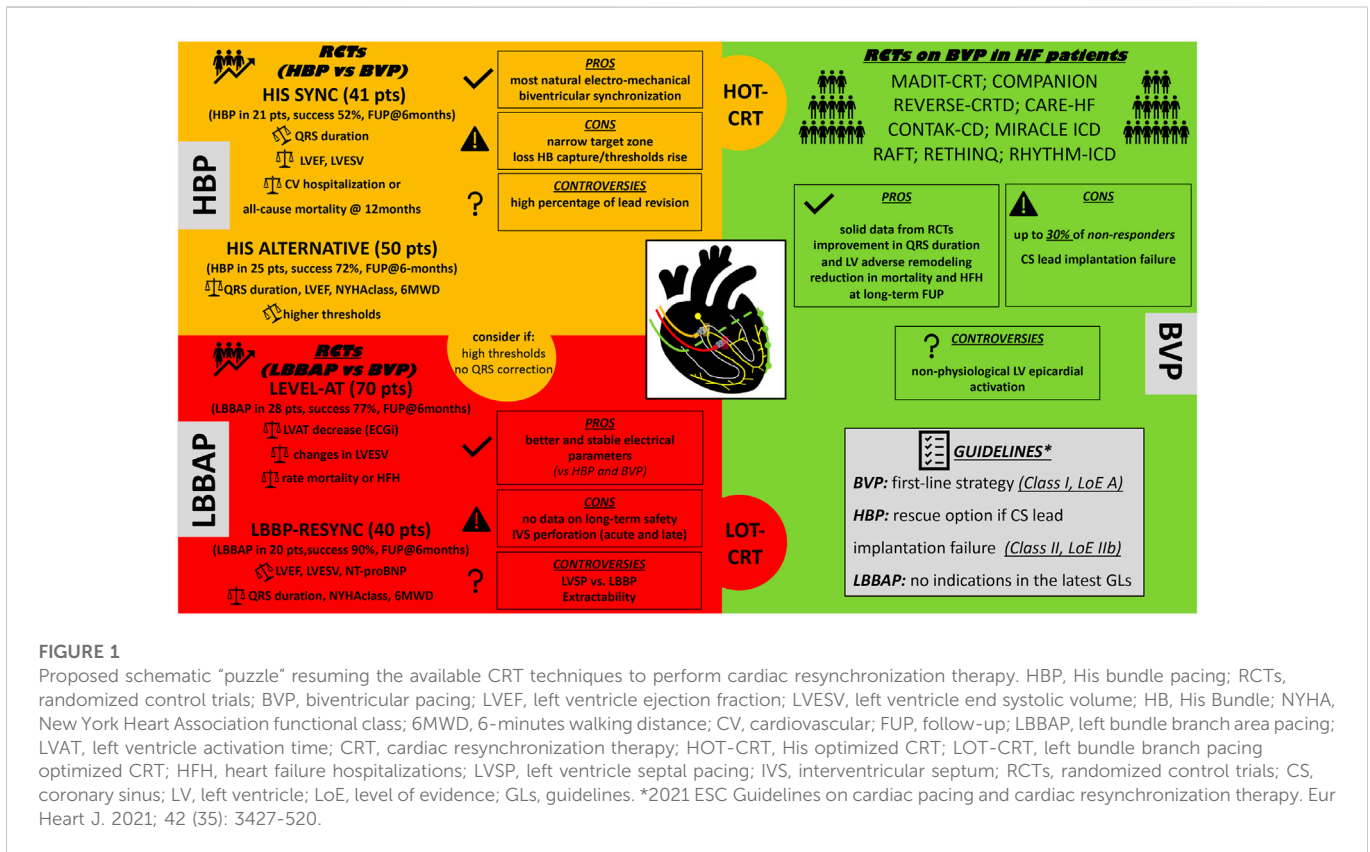 RCTs
(HBP vs BVP)
HIS SYNC (41 pts)
(HBP in 21 pts, success 52%, FUP@6months)
QRS duration
LVEF, LVESV
CV hospitalization or
all-cause mortality @ 12months
HIS ALTERNATIVE (50 pts)
(HBP in 25 pts, success 72%, FUP@6-months)
QRS duration, LVEF, NYHAclass, 6MWD
higher thresholds
HBP
PROS
most natural electro-mechanical
biventricular synchronization
CONS
narrow target zone
loss HB capture/thresholds rise
?
CONTROVERSIES
high percentage of lead revision
HOT-
CRT
consider if:
high thresholds
no QRS correction
RCTs
(LBBAP vs BVP)
LEVEL-AT (70 pts)
(LBBAP in 28 pts, success 77%, FUP@6months)
LVAT decrease (ECGi)
changes in LVESV
rate mortality or HFH
LBBP-RESYNC (40 pts)
(LBBAP in 20 pts,success 90%, FUP@6months)
LVEF, LVESV, NT-proBNP
QRS duration, NYHAclass, 6MWD
LBBAP
PROS
better and stable electrical
parameters
(vs HBP and BVP)
CONS
no data on long-term safety
IVS perforation (acute and late)
?
CONTROVERSIES
LVSP vs. LBBP
Extractability
LOT-
CRT
RCTs on BVP in HF patients
MADIT-CRT; COMPANION
REVERSE-CRTD; CARE-HF
CONTAK-CD; MIRACLE ICD
RAFT; RETHINQ; RHYTHM-ICD
PROS
solid data from RCTs
improvement in QRS duration
and LV adverse remodeling
reduction in mortality and HFH
at long-term FUP
CONS
up to 30% of non-responders
CS lead implantation failure
BVP
? CONTROVERSIES
non-physiological LV epicardial
activation
GUIDELINES*
BVP: first-line strategy (Class I, LoE A)
HBP: rescue option if CS lead
implantation failure (Class II, LoE IIb)
LBBAP: no indications in the latest GLs
FIGURE 1
Proposed schematic “puzzle” resuming the available CRT techniques to perform cardiac resynchronization therapy. HBP, His bundle pacing; RCTs,
randomized control trials; BVP, biventricular pacing; LVEF, left ventricle ejection fraction; LVESV, left ventricle end systolic volume; HB, His Bundle; NYHA,
New York Heart Association functional class; 6MWD, 6-minutes walking distance; CV, cardiovascular; FUP, follow-up; LBBAP, left bundle branch area pacing;
LVAT, left ventricle activation time; CRT, cardiac resynchronization therapy; HOT-CRT, His optimized CRT; LOT-CRT, left bundle branch pacing
optimized CRT; HFH, heart failure hospitalizations; LVSP, left ventricle septal pacing; IVS, interventricular septum; RCTs, randomized control trials; CS,
coronary sinus; LV, left ventricle; LoE, level of evidence; GLs, guidelines. *2021 ESC Guidelines on cardiac pacing and cardiac resynchronization therapy. Eur
Heart J. 2021; 42 (35): 3427-520.